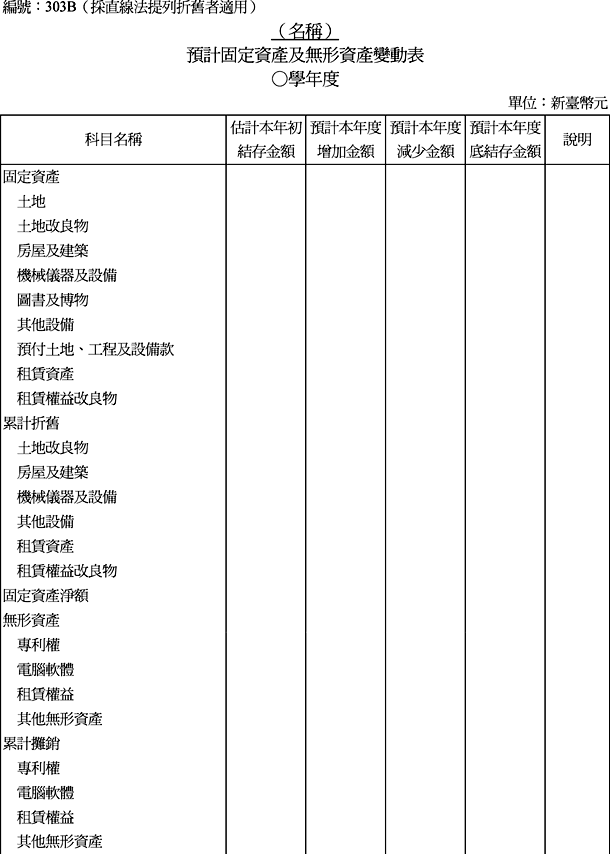 編號：303B（採直線法提列折舊者適用）
（名稱）
預計固定資產及無形資產變動表
○學年度
單位：新臺幣元
科目名稱 估計本年初結存金額 預計本年度增加金額 預計本年度減少金額 預計本年度底結存金額 說明
固定資產
土地
土地改良物
房屋及建築
機械儀器及設備
圖書及博物
其他設備
預付土地、工程及設備款
租賃資產
租賃權益改良物
累計折舊
土地改良物
房屋及建築
機械儀器及設備
其他設備
租賃資產
租賃權益改良物
固定資產淨額
無形資產
專利權
電腦軟體
租賃權益
其他無形資產
累計攤銷
專利權
電腦軟體
租賃權益
其他無形資產